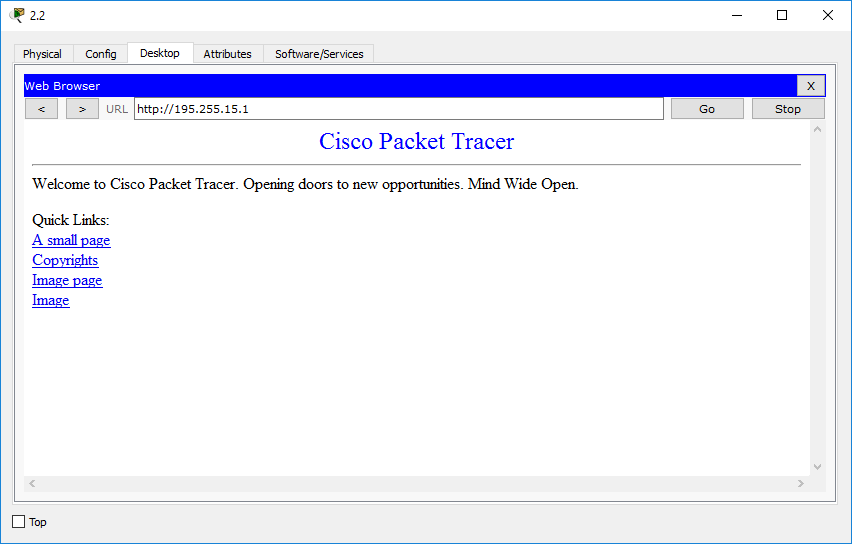 2.2
Physical Config Desktop Attributes Software/Services
Web Browser X
< > URL http://195.255.15.1 Go Stop
Cisco Packet Tracer
Welcome to Cisco Packet Tracer. Opening doors to new opportunities. Mind Wide Open.
Quick Links:
A small page
Copyrights
Image page
Image
Top